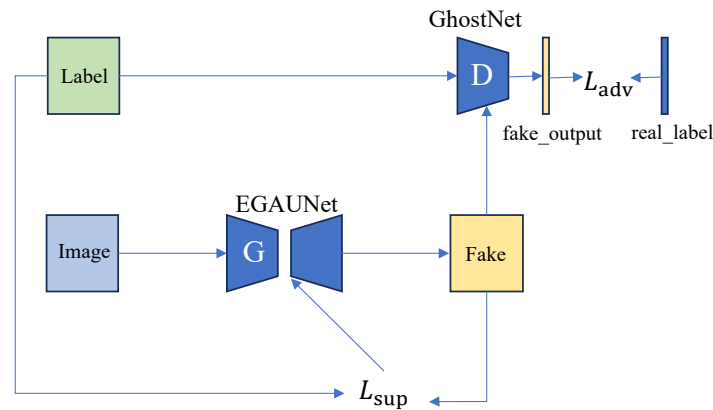 GhostNet
Label
D
L_adv
fake_output
real_label
EGAUNet
Image
G
Fake
L_sup